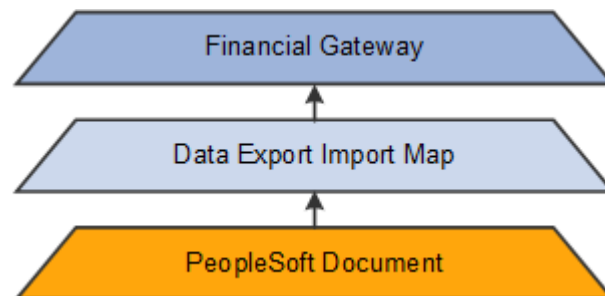 Financial Gateway
Data Export Import Map
PeopleSoft Document